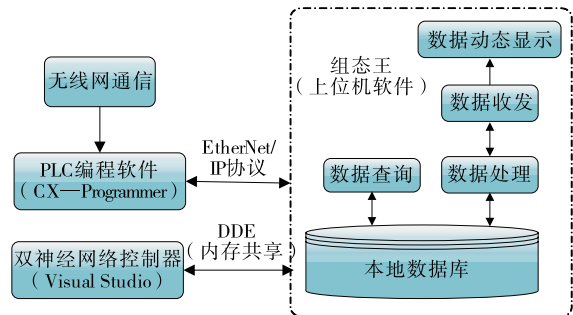 无线网通信
PLC编程软件
(CX—Programmer)
双神经网络控制器
(Visual Studio)
EtherNet/
IP协议
DDE
(内存共享)
组态王
(上位机软件)
数据动态显示
数据收发
数据查询
数据处理
本地数据库